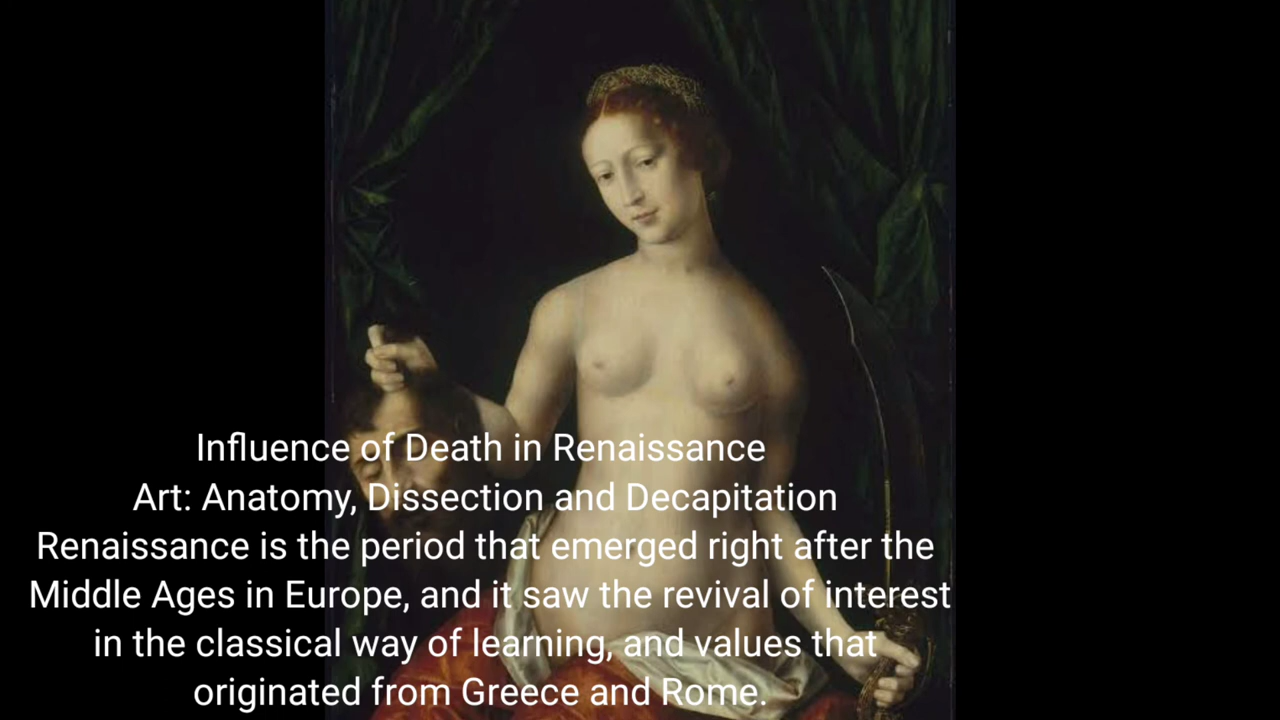 Influence of Death in Renaissance
Art: Anatomy, Dissection and Decapitation
Renaissance is the period that emerged right after the
Middle Ages in Europe, and it saw the revival of interest
in the classical way of learning, and values that
originated from Greece and Rome.